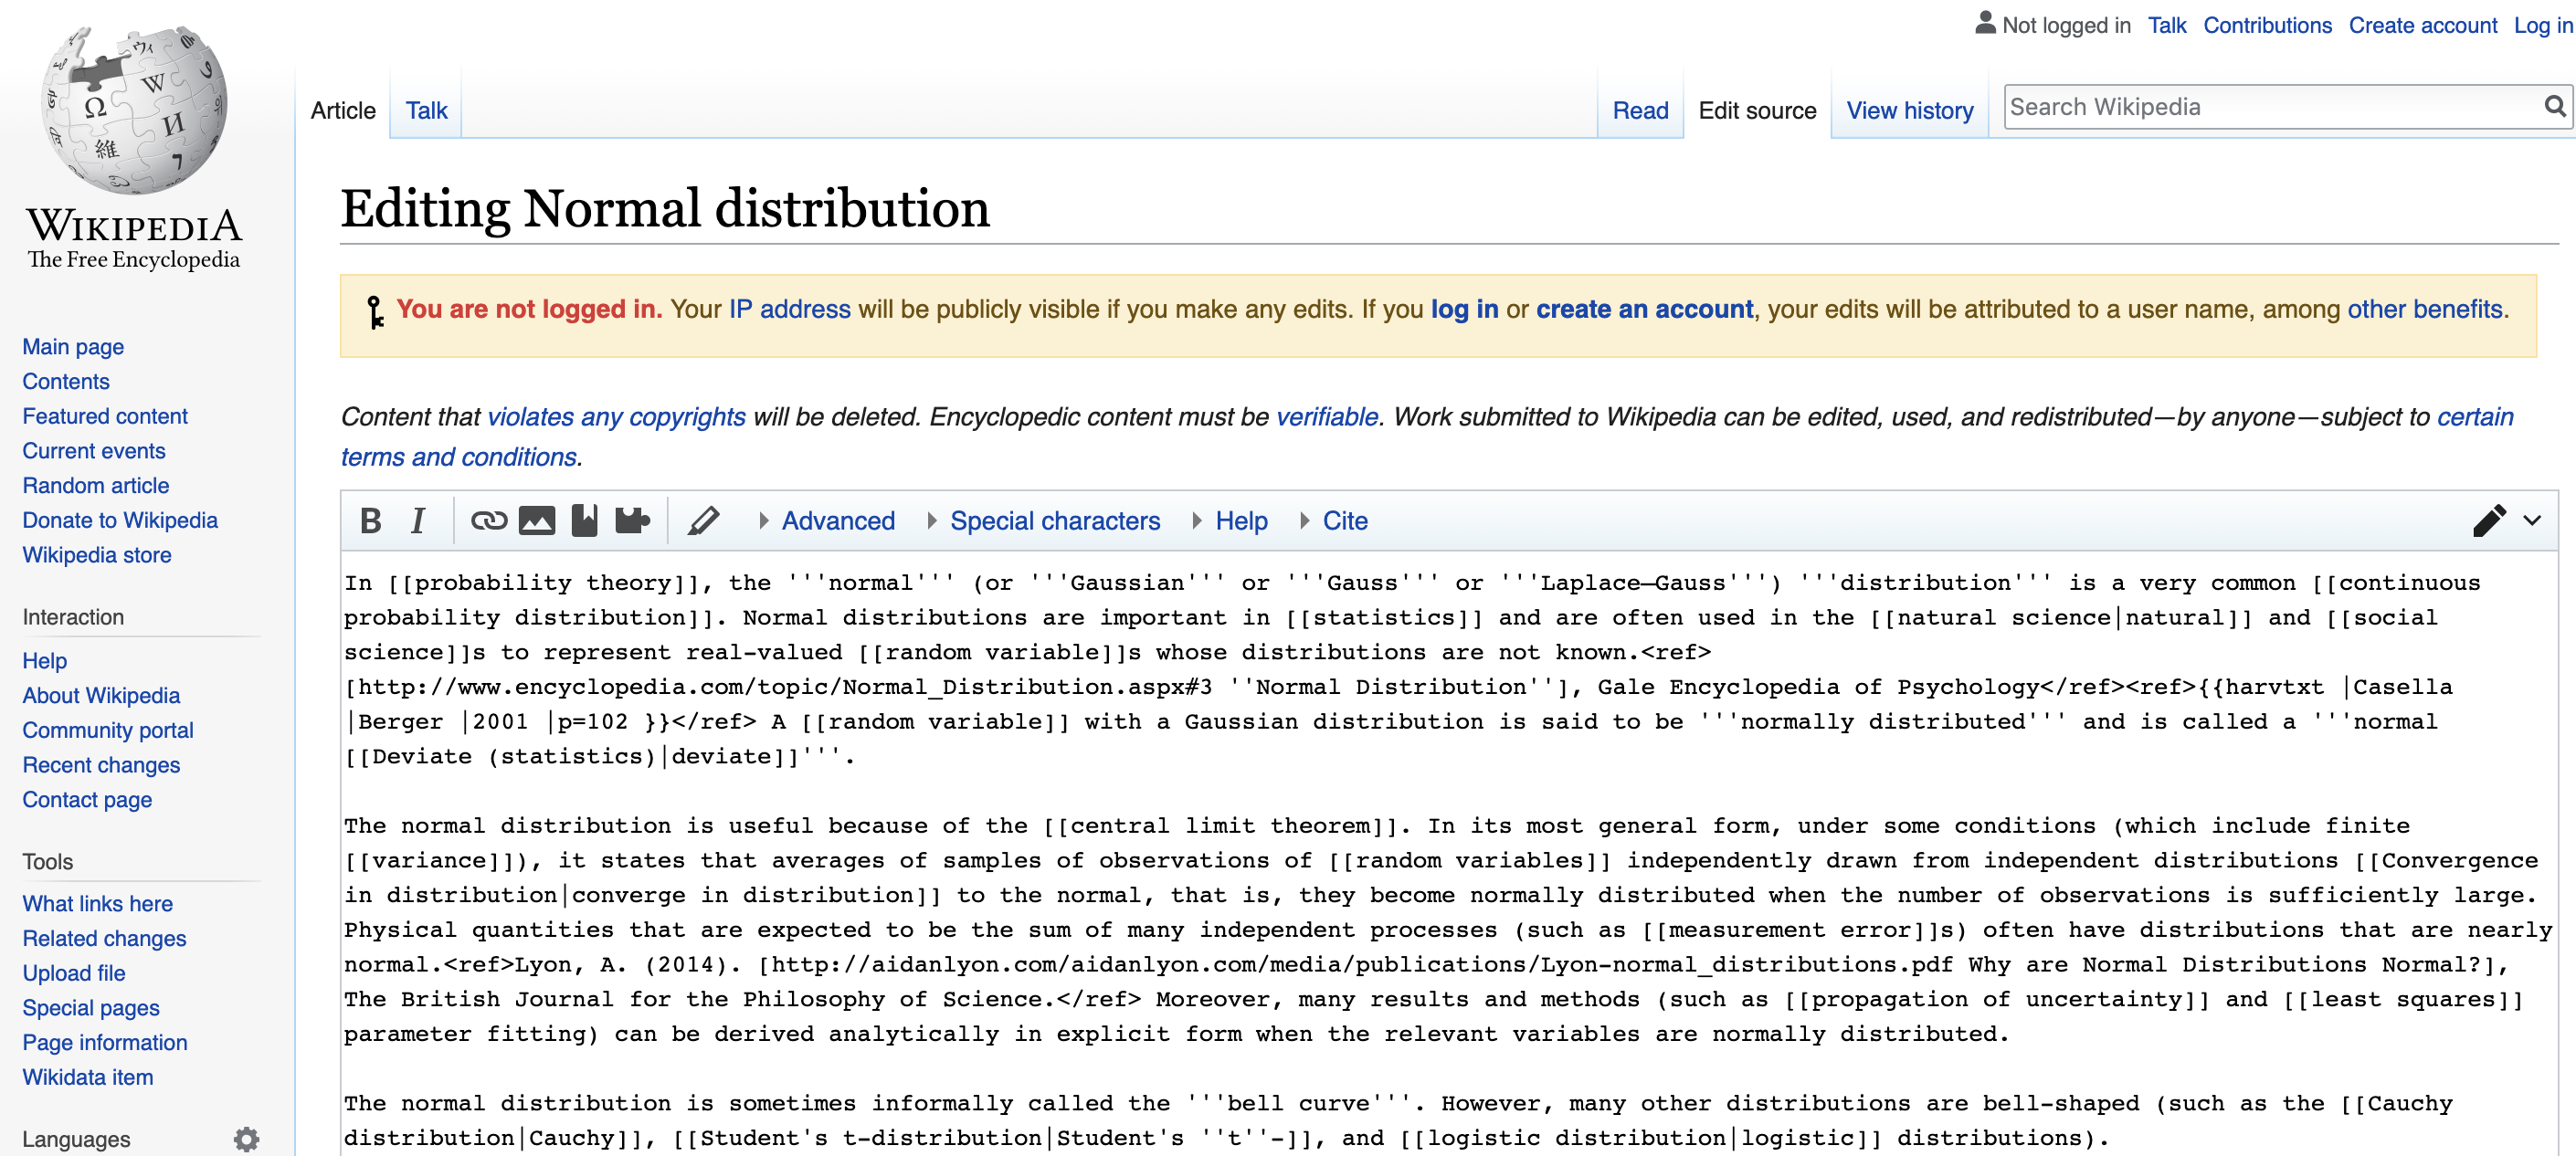 Not logged in Talk Contributions Create account Log in
Article Talk Read Edit source View history Search Wikipedia
WIKIPEDIA
The Free Encyclopedia
Main page
Contents
Featured content
Current events
Random article
Donate to Wikipedia
Wikipedia store
Interaction
Help
About Wikipedia
Community portal
Recent changes
Contact page
Tools
What links here
Related changes
Upload file
Special pages
Page information
Wikidata item
Languages
Editing Normal distribution
You are not logged in. Your IP address will be publicly visible if you make any edits. If you log in or create an account, your edits will be attributed to a user name, among other benefits.
Content that violates any copyrights will be deleted. Encyclopedic content must be verifiable. Work submitted to Wikipedia can be edited, used, and redistributed—by anyone—subject to certain
terms and conditions.
B I Advanced Special characters Help Cite
In [[probability theory]], the '''normal''' (or '''Gaussian''' or '''Gauss''' or '''Laplace–Gauss''') '''distribution''' is a very common [[continuous
probability distribution]]. Normal distributions are important in [[statistics]] and are often used in the [[natural science|natural]] and [[social
science]]s to represent real-valued [[random variable]]s whose distributions are not known.<ref>
[http://www.encyclopedia.com/topic/Normal_Distribution.aspx#3 ''Normal Distribution''], Gale Encyclopedia of Psychology</ref><ref>{{harvtxt |Casella
|Berger |2001 |p=102 }}</ref> A [[random variable]] with a Gaussian distribution is said to be '''normally distributed''' and is called a '''normal
[[Deviate (statistics)|deviate]]'''.
The normal distribution is useful because of the [[central limit theorem]]. In its most general form, under some conditions (which include finite
[[variance]]), it states that averages of samples of observations of [[random variables]] independently drawn from independent distributions [[Convergence
in distribution|converge in distribution]] to the normal, that is, they become normally distributed when the number of observations is sufficiently large.
Physical quantities that are expected to be the sum of many independent processes (such as [[measurement error]]s) often have distributions that are nearly
normal.<ref>Lyon, A. (2014). [http://aidanlyon.com/aidanlyon.com/media/publications/Lyon-normal_distributions.pdf Why are Normal Distributions Normal?],
The British Journal for the Philosophy of Science.</ref> Moreover, many results and methods (such as [[propagation of uncertainty]] and [[least squares]]
parameter fitting) can be derived analytically in explicit form when the relevant variables are normally distributed.
The normal distribution is sometimes informally called the '''bell curve'''. However, many other distributions are bell-shaped (such as the [[Cauchy
distribution|Cauchy]], [[Student's t-distribution|Student's ''t''-]], and [[logistic distribution|logistic]] distributions).